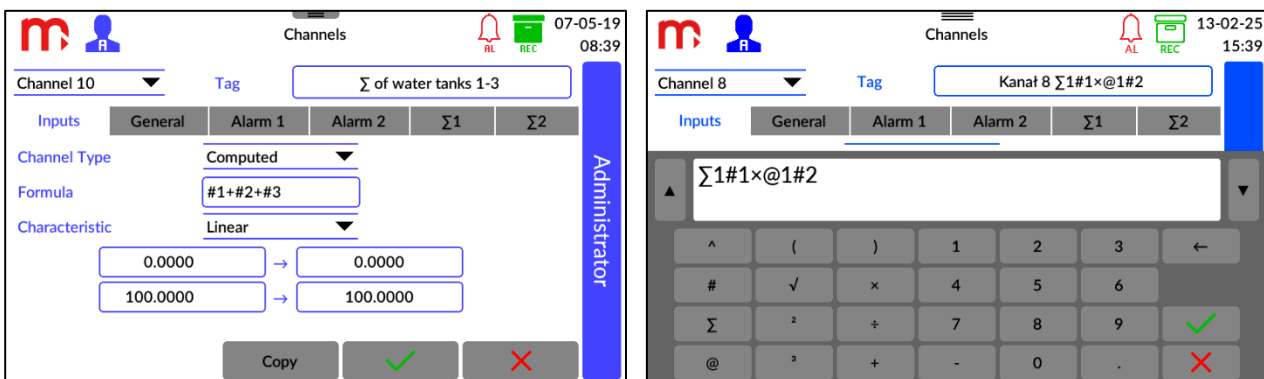 07-05-19
Channels
A
AL
REC
08:39
Channel 10
Tag
∑ of water tanks 1-3
Inputs
General
Alarm 1
Alarm 2
∑1
∑2
Channel Type
Computed
Formula
#1+#2+#3
Characteristic
Linear
0.0000 → 0.0000
100.0000 → 100.0000
Administrator
Copy
13-02-25
Channels
A
AL
REC
15:39
Channel 8
Tag
Kanał 8 ∑1#1×@1#2
Inputs
General
Alarm 1
Alarm 2
∑1
∑2
∑1#1×@1#2
^ ( ) 1 2 3 ←
# √ × 4 5 6
∑ ² ÷ 7 8 9
@ ³ + - 0 .